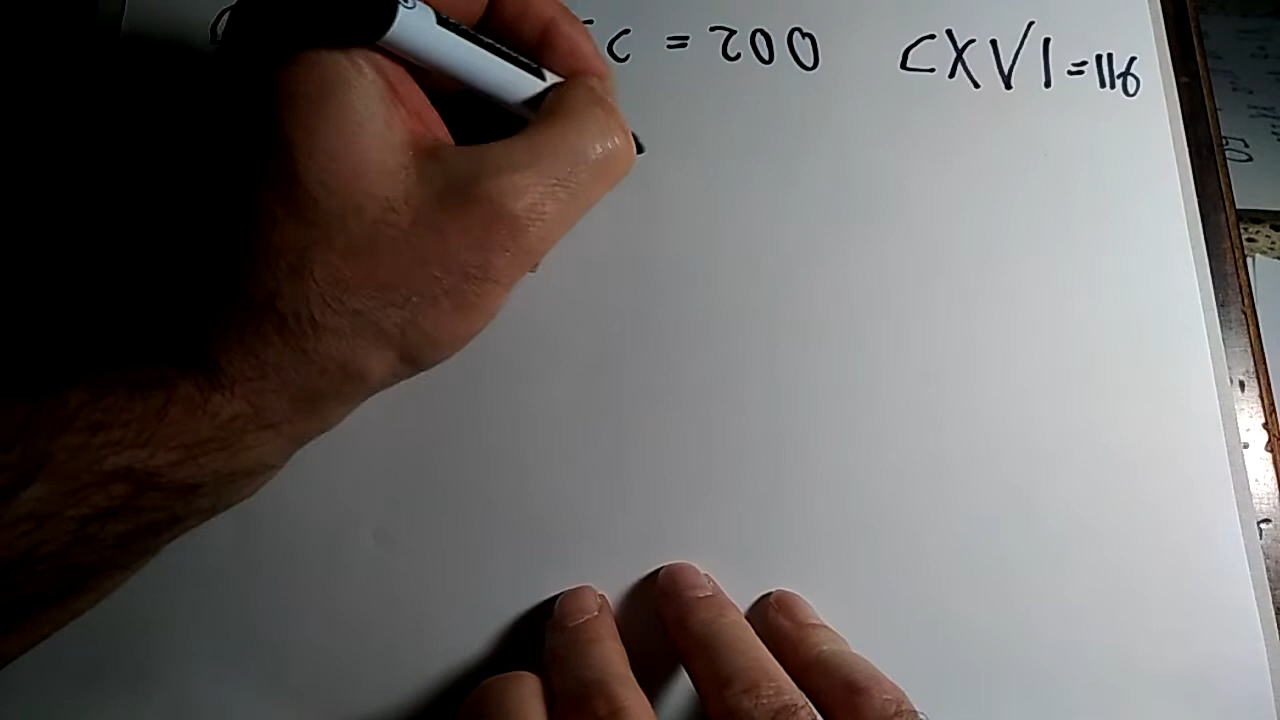 C = 200 CXVI = 116